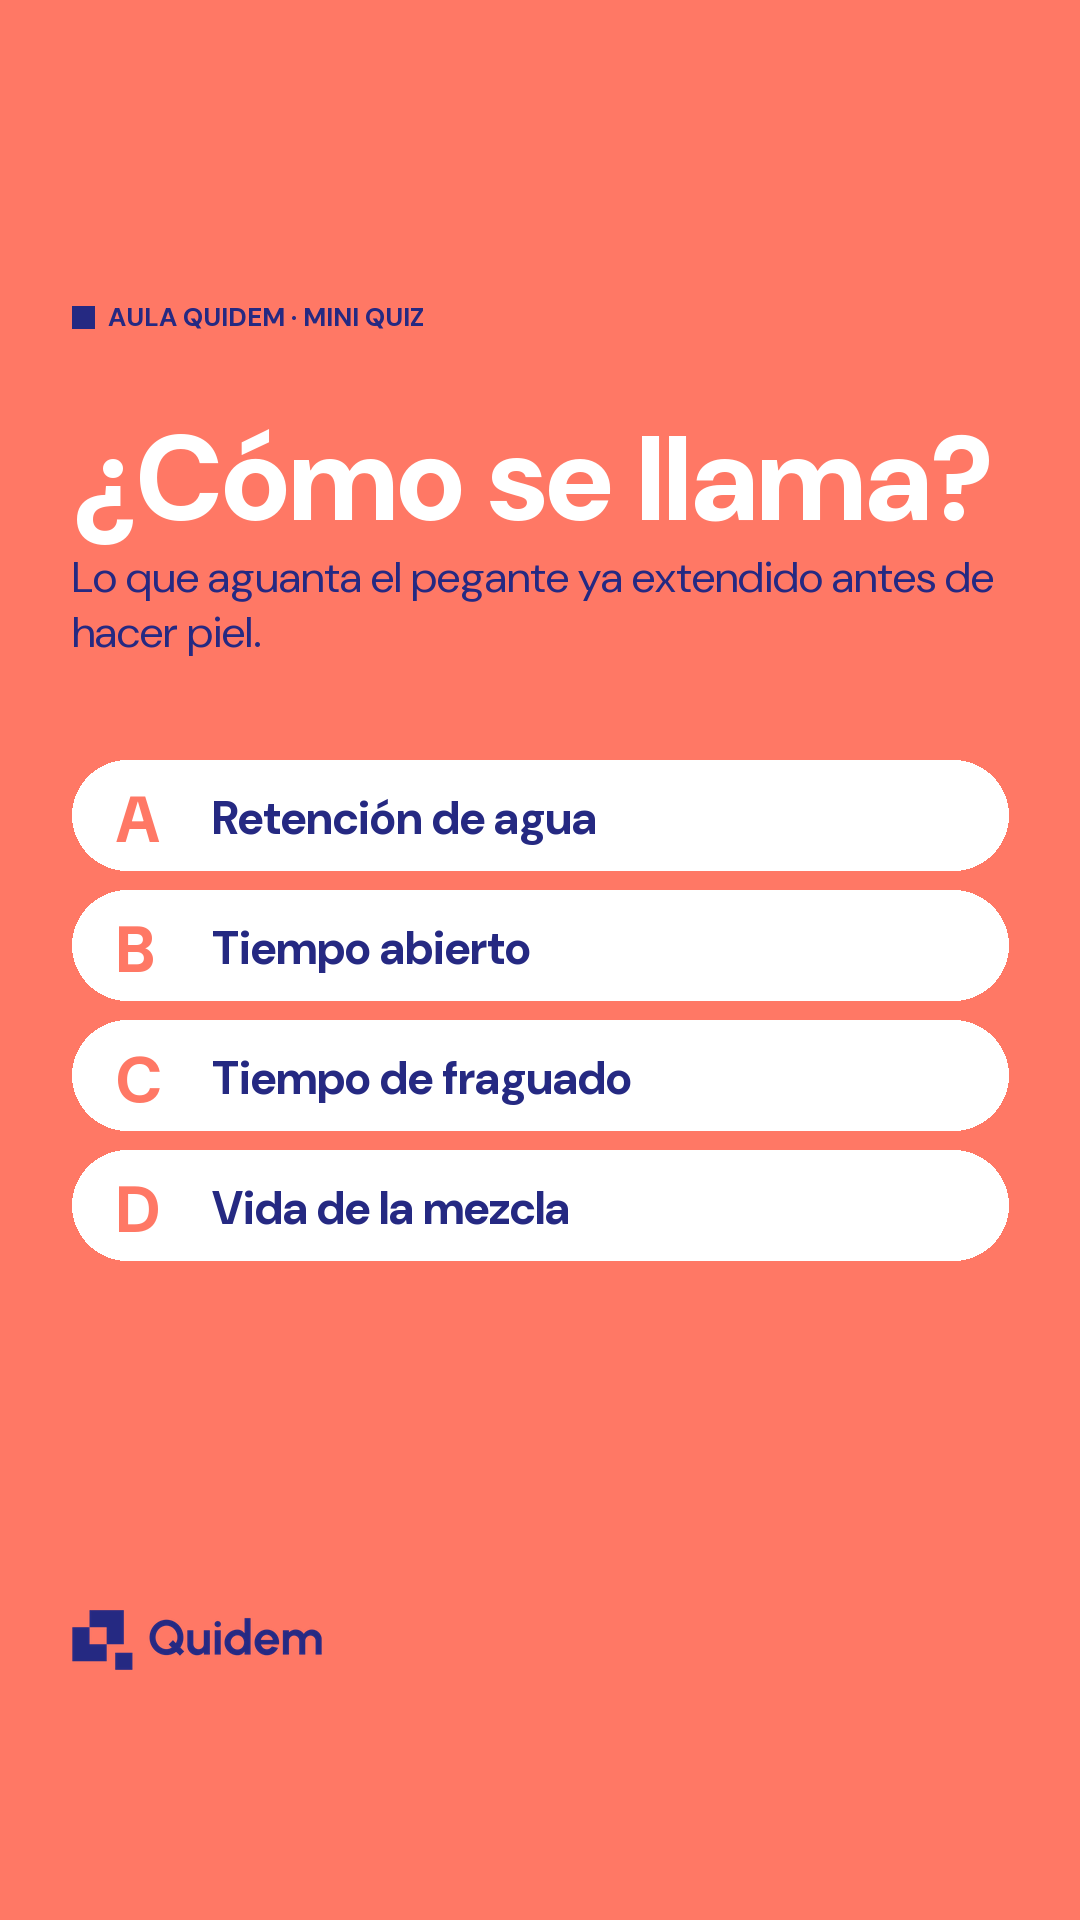 AULA QUIDEM · MINI QUIZ
¿Cómo se llama?
Lo que aguanta el pegante ya extendido antes de
hacer piel.
A Retención de agua
B Tiempo abierto
C Tiempo de fraguado
D Vida de la mezcla
Quidem